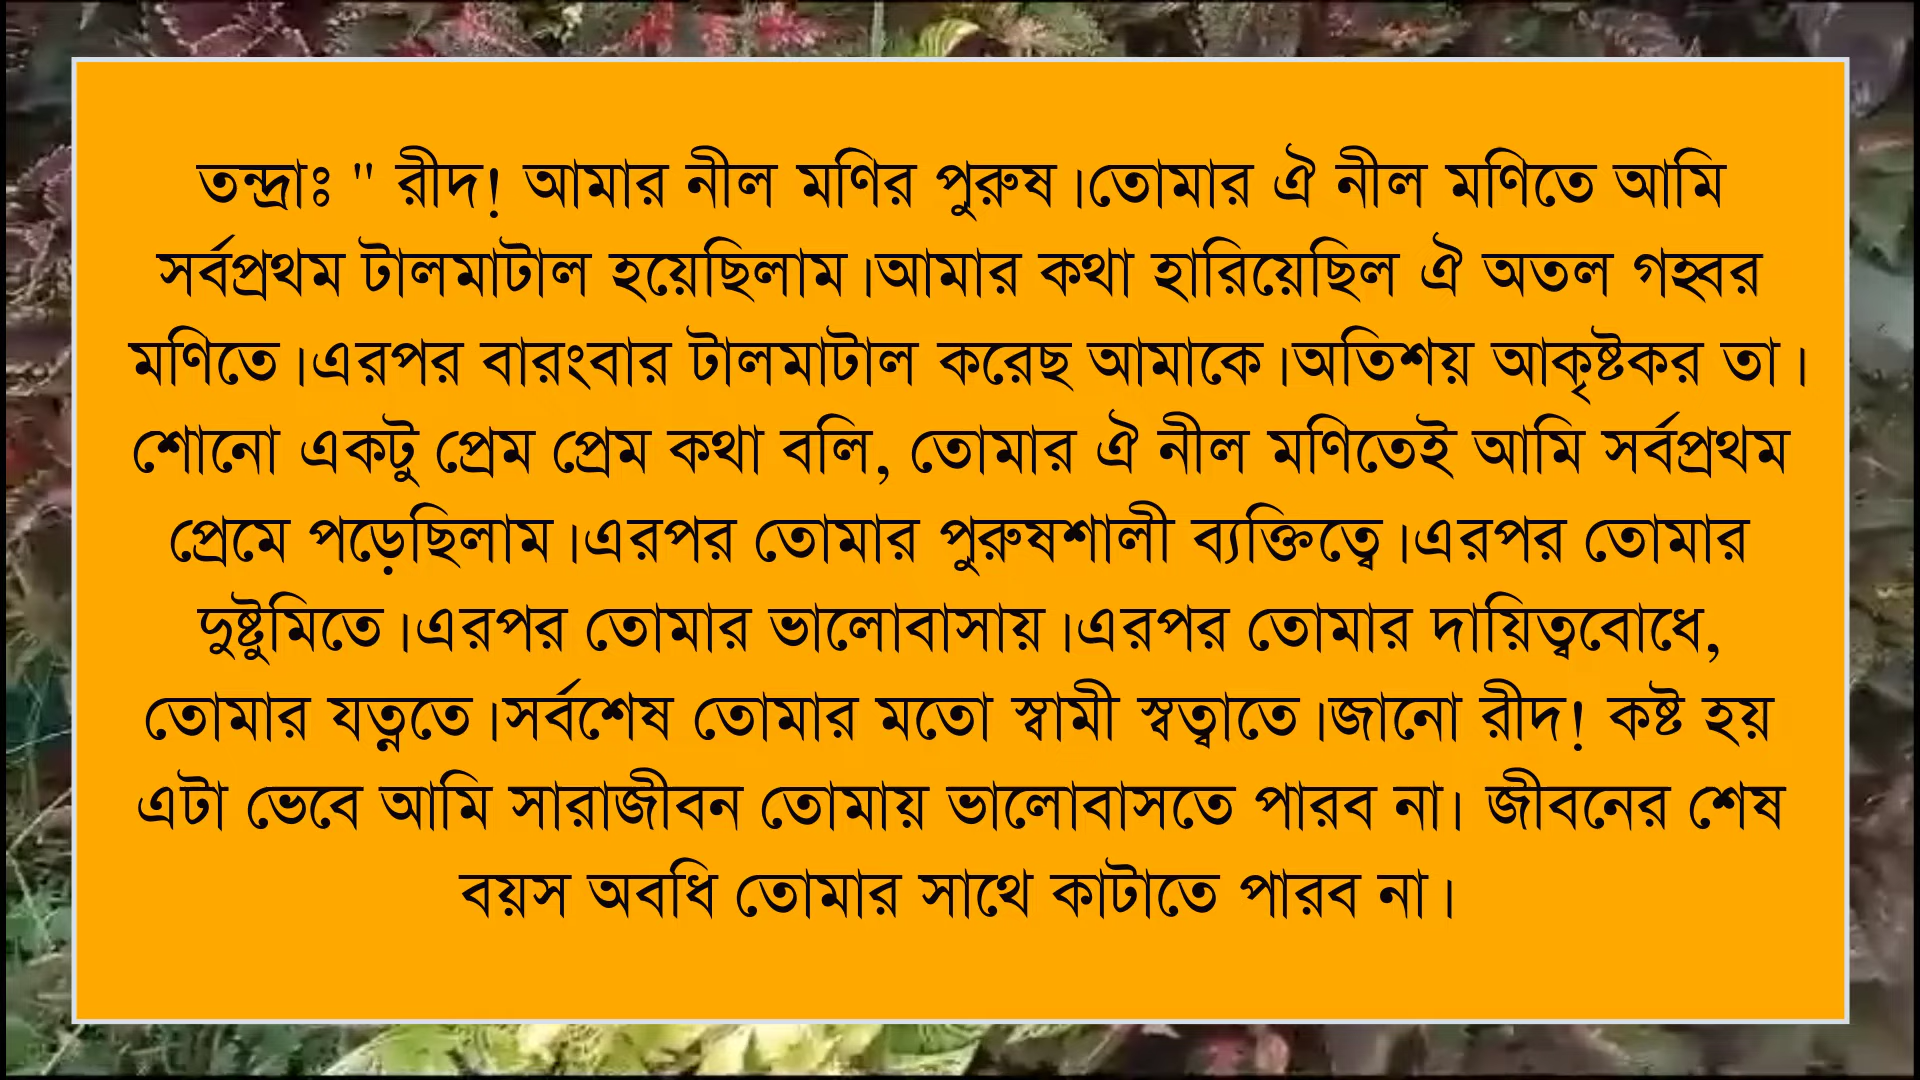 তন্দ্রাঃ " রীদ! আমার নীল মণির পুরুষ।তোমার ঐ নীল মণিতে আমি
সর্বপ্রথম টালমাটাল হয়েছিলাম।আমার কথা হারিয়েছিল ঐ অতল গহ্বর
মণিতে।এরপর বারংবার টালমাটাল করেছ আমাকে।অতিশয় আকৃষ্টকর তা।
শোনো একটু প্রেম প্রেম কথা বলি, তোমার ঐ নীল মণিতেই আমি সর্বপ্রথম
প্রেমে পড়েছিলাম।এরপর তোমার পুরুষশালী ব্যক্তিত্বে।এরপর তোমার
দুষ্টুমিতে।এরপর তোমার ভালোবাসায়।এরপর তোমার দায়িত্ববোধে,
তোমার যত্নতে।সর্বশেষ তোমার মতো স্বামী স্বত্বাতে।জানো রীদ! কষ্ট হয়
এটা ভেবে আমি সারাজীবন তোমায় ভালোবাসতে পারব না। জীবনের শেষ
বয়স অবধি তোমার সাথে কাটাতে পারব না।